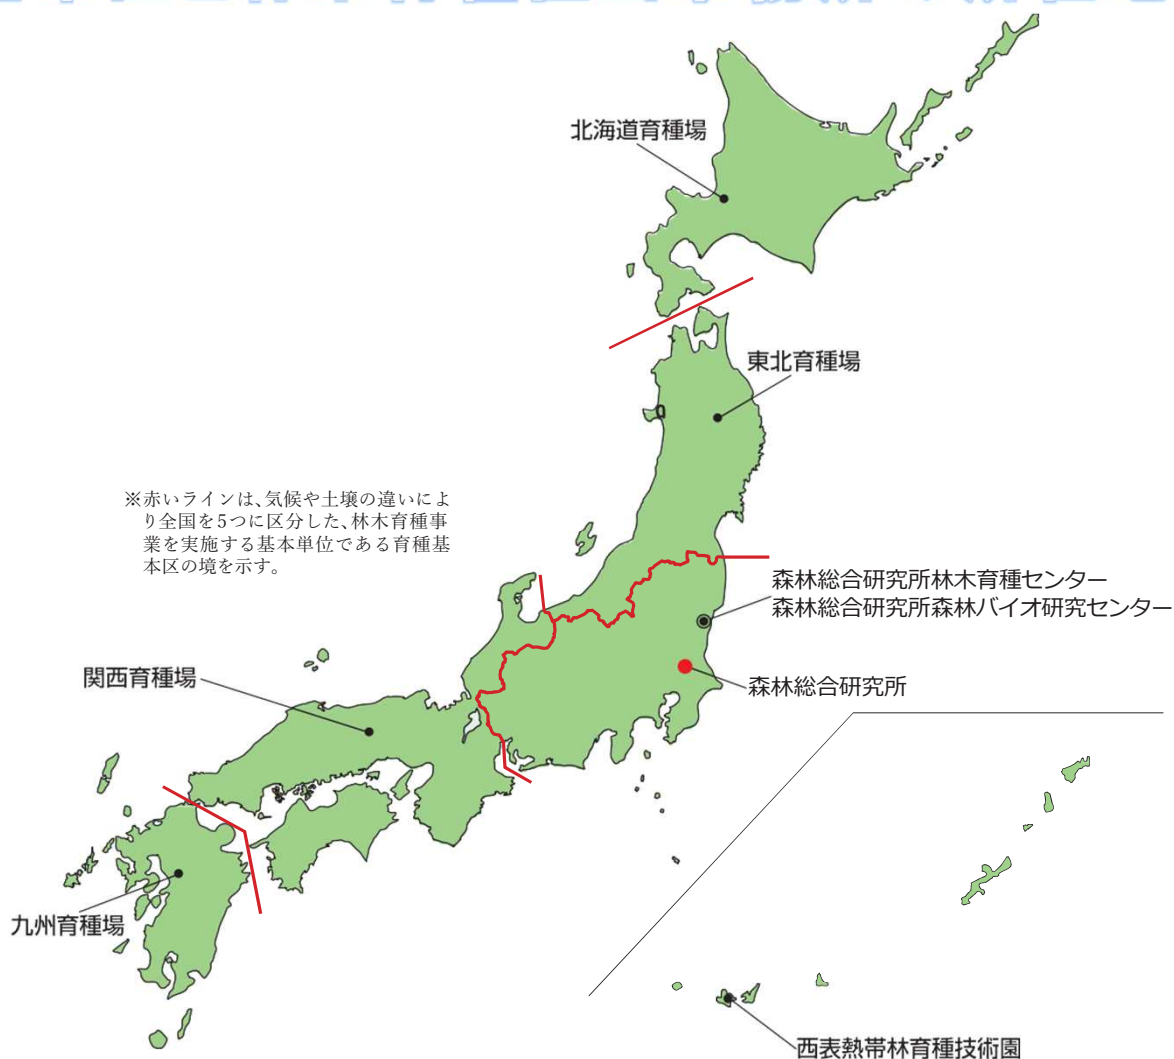 北海道育種場
東北育種場
※赤いラインは、気候や土壌の違いによ
り全国を5つに区分した、林木育種事
業を実施する基本単位である育種基
本区の境を示す。
森林総合研究所林木育種センター
森林総合研究所森林バイオ研究センター
関西育種場
森林総合研究所
九州育種場
西表熱帯林育種技術園